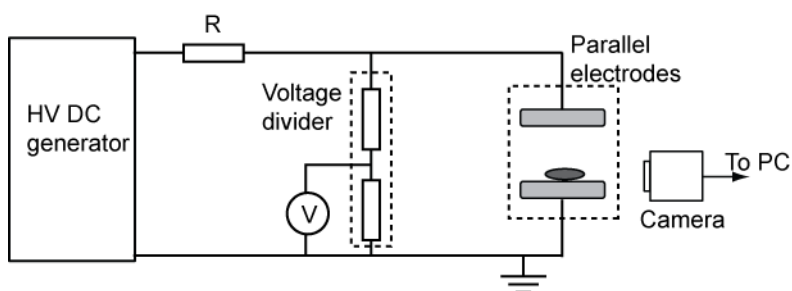 R
HV DC
generator
Voltage
divider
V
Parallel
electrodes
To PC
Camera